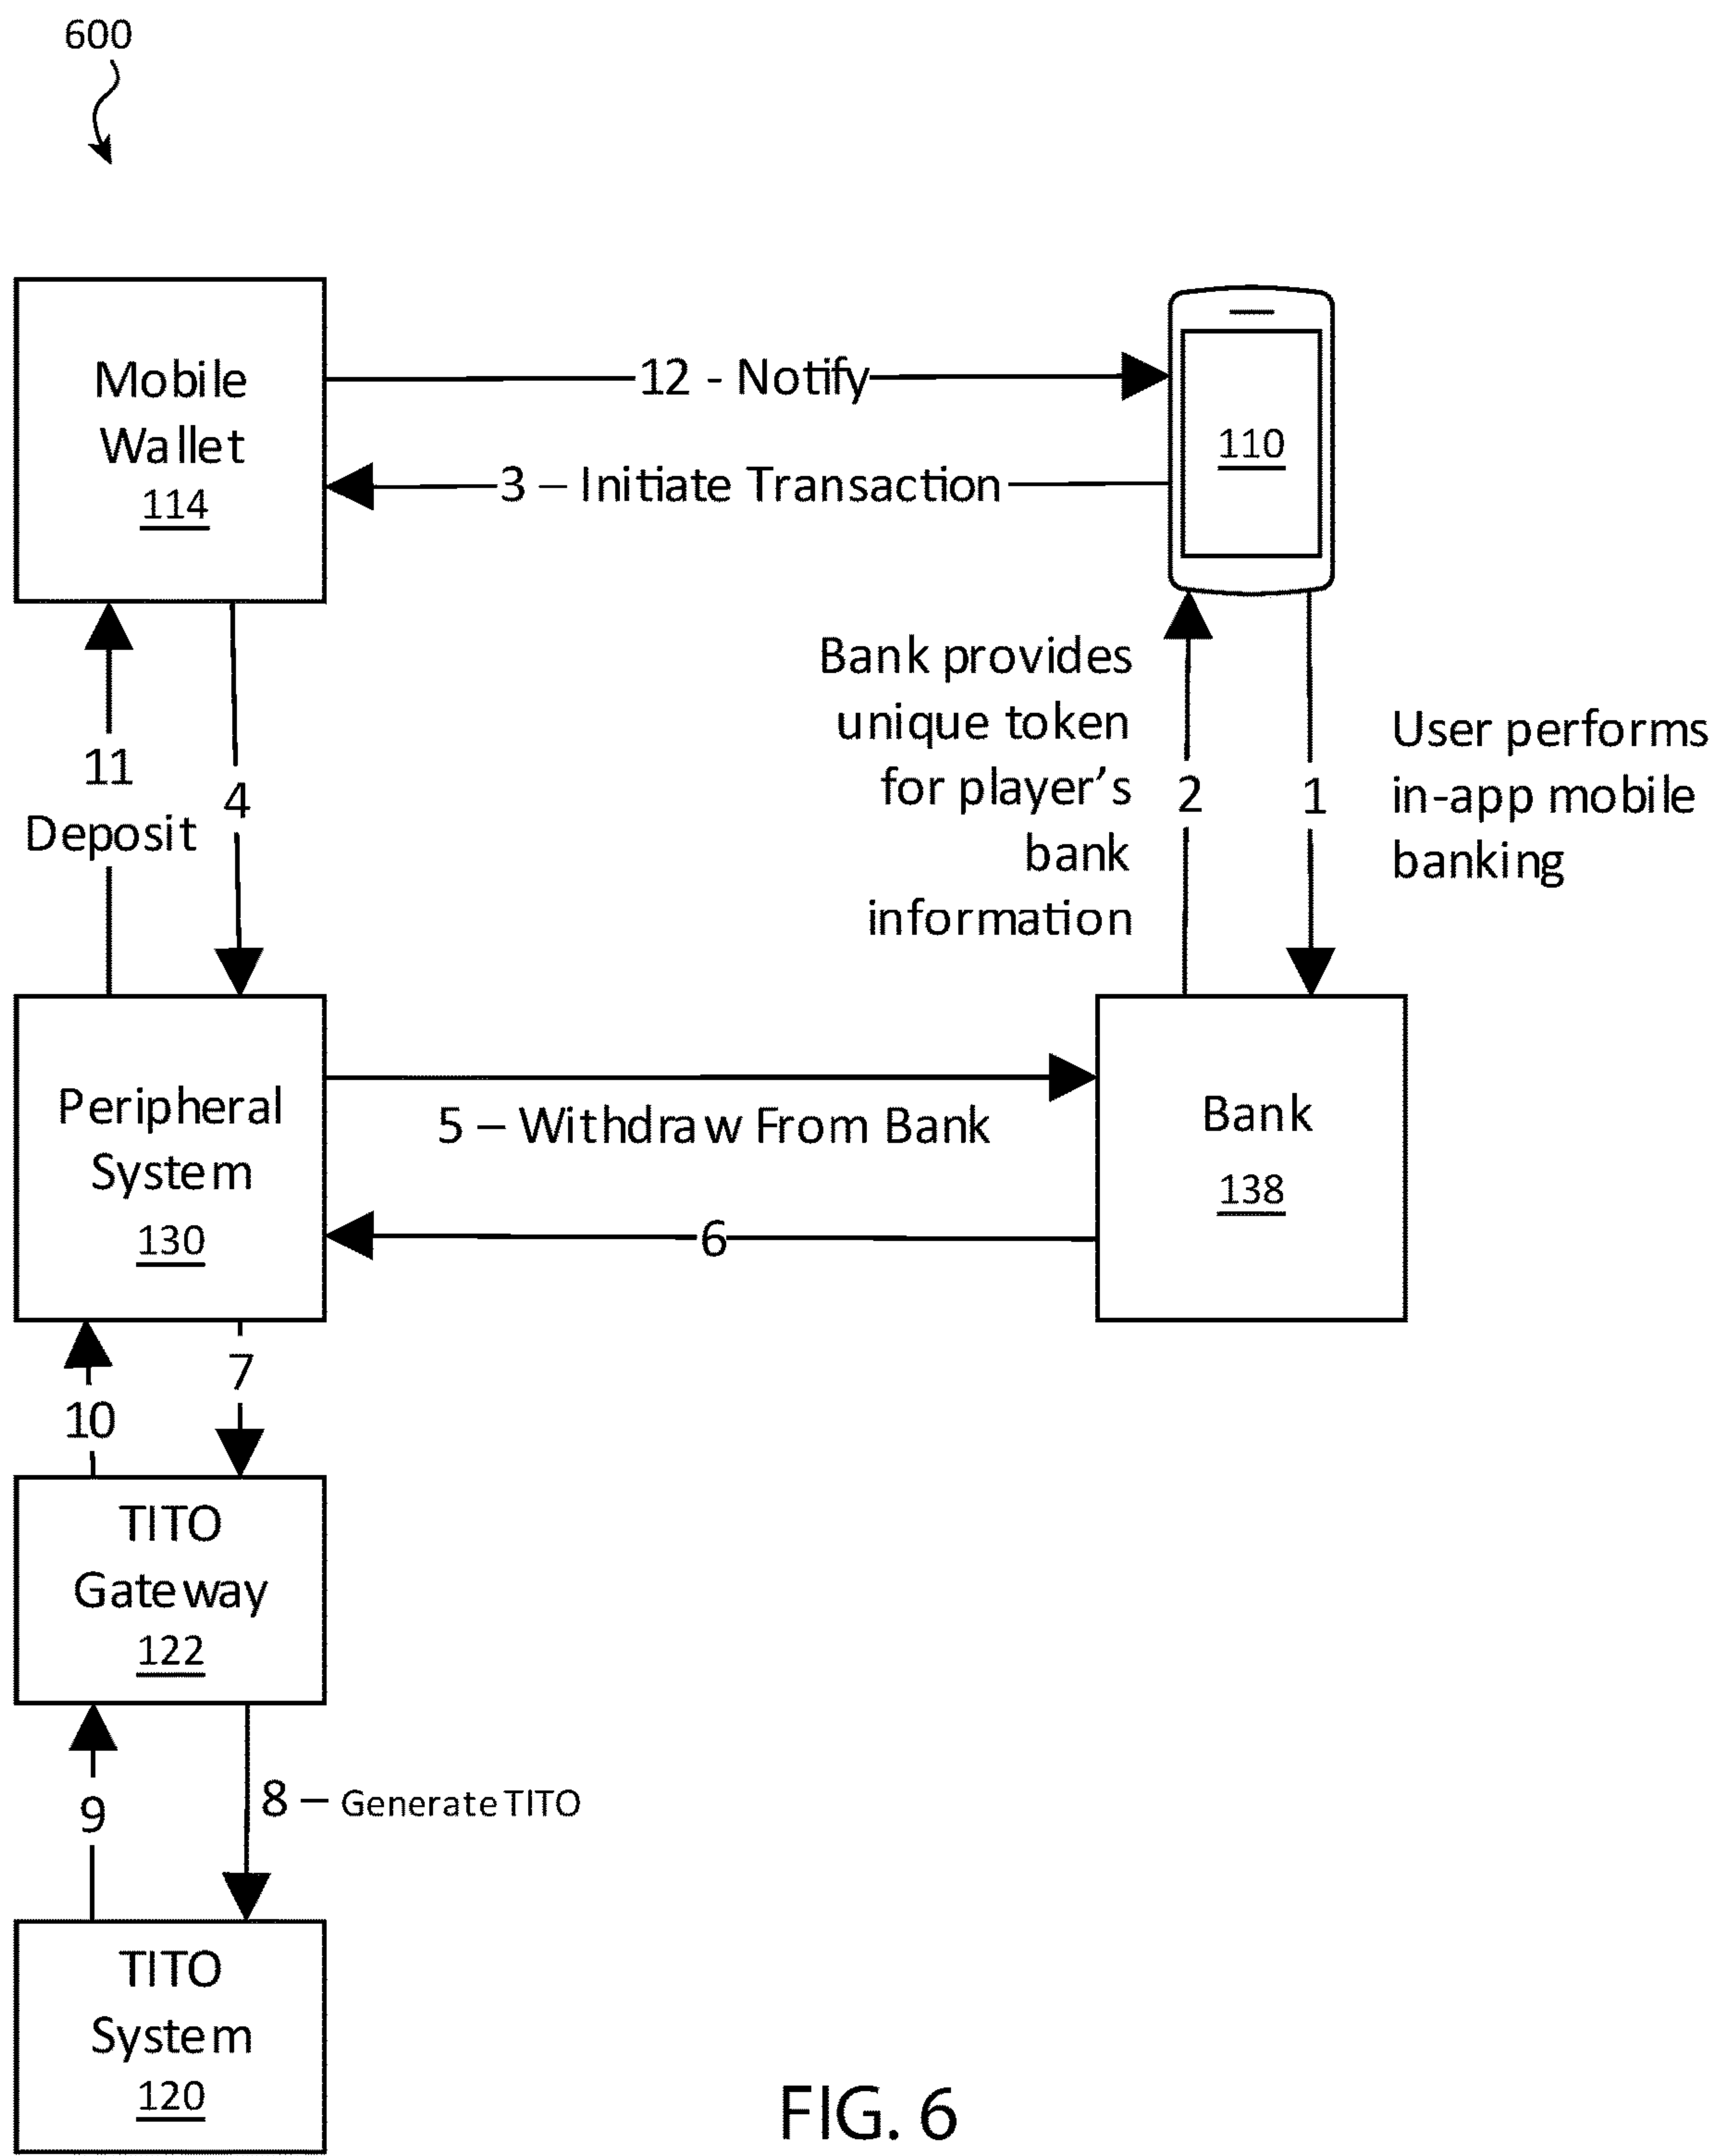 600
Mobile
Wallet
114
12 - Notify
3 – Initiate Transaction
110
11
Deposit
4
Bank provides
unique token
for player's
bank
information
2
1
User performs
in-app mobile
banking
Peripheral
System
130
5 – Withdraw From Bank
6
Bank
138
10
7
TITO
Gateway
122
9
8 – Generate TITO
TITO
System
120
FIG. 6